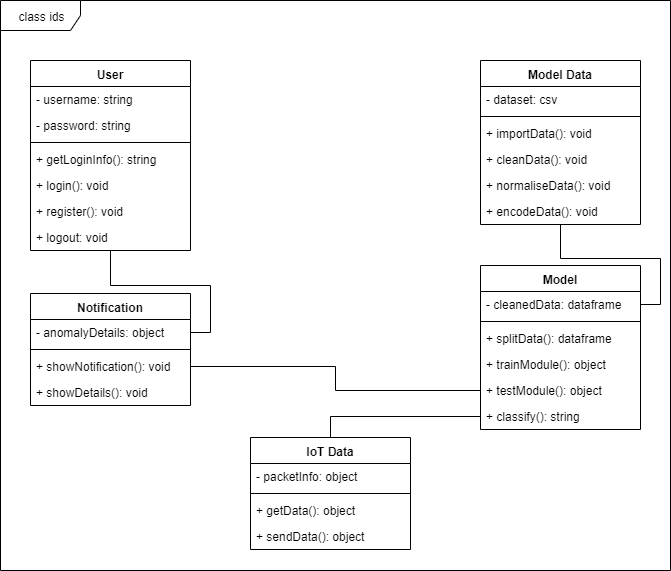 class ids
User
- username: string
- password: string
+ getLoginInfo(): string
+ login(): void
+ register(): void
+ logout: void
Model Data
- dataset: csv
+ importData(): void
+ cleanData(): void
+ normaliseData(): void
+ encodeData(): void
Notification
- anomalyDetails: object
+ showNotification(): void
+ showDetails(): void
Model
- cleanedData: dataframe
+ splitData(): dataframe
+ trainModule(): object
+ testModule(): object
+ classify(): string
IoT Data
- packetInfo: object
+ getData(): object
+ sendData(): object